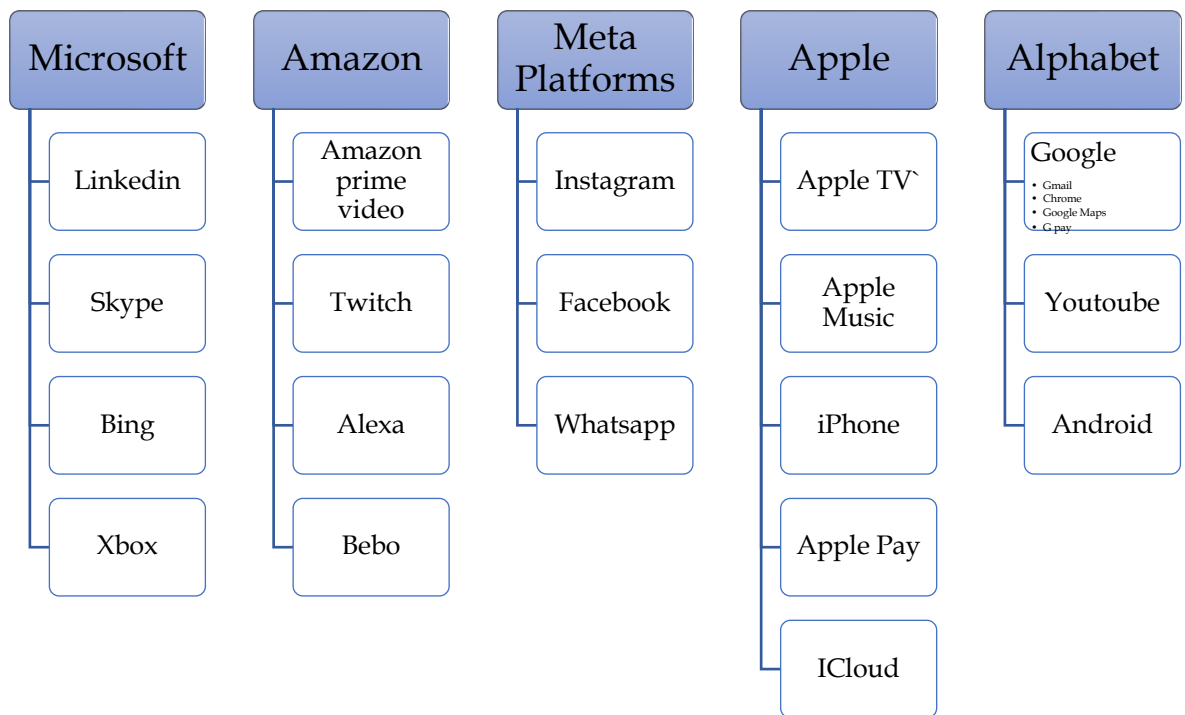 Microsoft
Linkedin
Skype
Bing
Xbox
Amazon
Amazon
prime
video
Twitch
Alexa
Bebo
Meta
Platforms
Instagram
Facebook
Whatsapp
Apple
Apple TV`
Apple
Music
iPhone
Apple Pay
ICloud
Alphabet
Google
• Gmail
• Chrome
• Google Maps
• G pay
Youtoube
Android